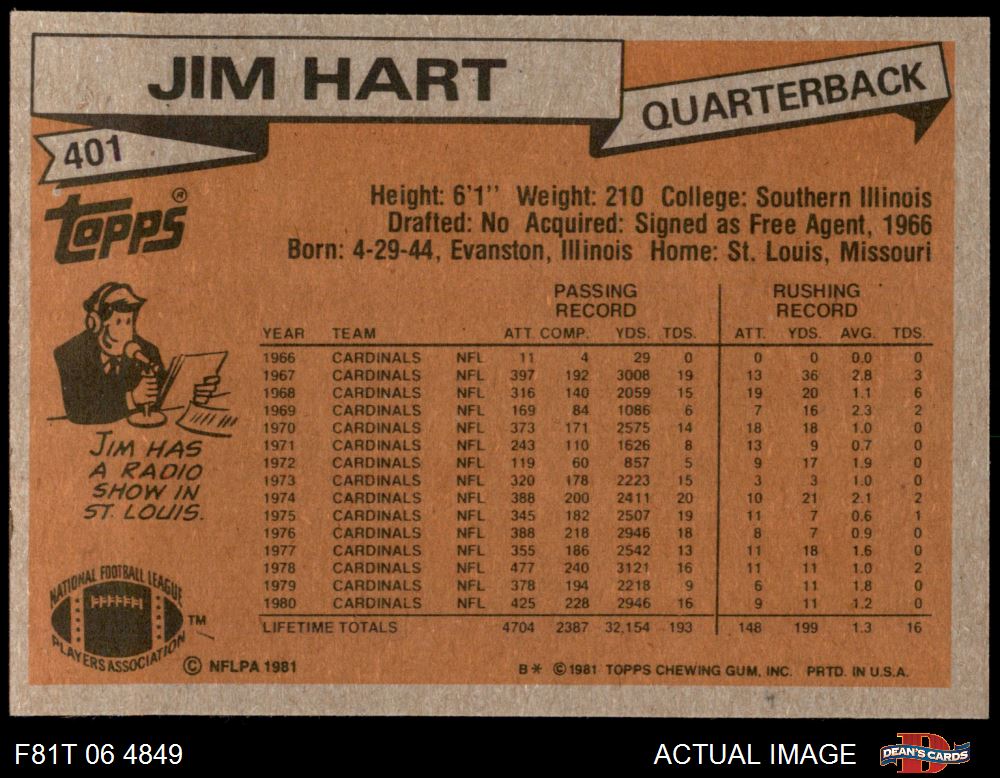 JIM HART
QUARTERBACK
401
Topps®
Height: 6'1" Weight: 210 College: Southern Illinois
Drafted: No Acquired: Signed as Free Agent, 1966
Born: 4-29-44, Evanston, Illinois Home: St. Louis, Missouri
PASSING RECORD RUSHING RECORD
YEAR TEAM ATT. COMP. YDS. TDS. ATT. YDS. AVG. TDS.
1966 CARDINALS NFL 11 4 29 0 0 0 0.0 0
1967 CARDINALS NFL 397 192 3008 19 13 36 2.8 3
1968 CARDINALS NFL 316 140 2059 15 19 20 1.1 6
1969 CARDINALS NFL 169 84 1086 6 7 16 2.3 2
1970 CARDINALS NFL 373 171 2575 14 18 18 1.0 0
1971 CARDINALS NFL 243 110 1626 8 13 9 0.7 0
1972 CARDINALS NFL 119 60 857 5 9 17 1.9 0
1973 CARDINALS NFL 320 178 2223 15 3 3 1.0 0
1974 CARDINALS NFL 388 200 2411 20 10 21 2.1 2
1975 CARDINALS NFL 345 182 2507 19 11 7 0.6 1
1976 CARDINALS NFL 388 218 2946 18 8 7 0.9 0
1977 CARDINALS NFL 355 186 2542 13 11 18 1.6 0
1978 CARDINALS NFL 477 240 3121 16 11 11 1.0 2
1979 CARDINALS NFL 378 194 2218 9 6 11 1.8 0
1980 CARDINALS NFL 425 228 2946 16 9 11 1.2 0
LIFETIME TOTALS 4704 2387 32,154 193 148 199 1.3 16
JIM HAS
A RADIO
SHOW IN
ST. LOUIS.
NATIONAL FOOTBALL LEAGUE
PLAYERS ASSOCIATION
TM
© NFLPA 1981
B* © 1981 TOPPS CHEWING GUM, INC. PRTD. IN U.S.A.
F81T 06 4849
ACTUAL IMAGE
D
DEAN'S CARDS